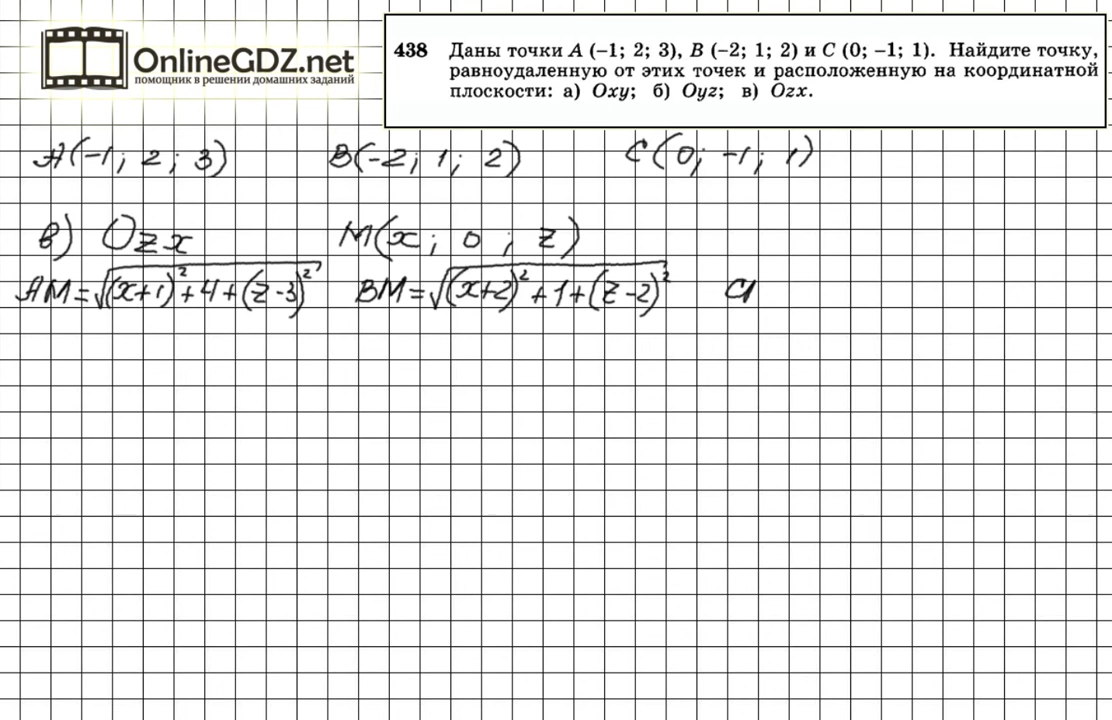 OnlineGDZ.net
помощник в решении домашних заданий
438 Даны точки A (−1; 2; 3), B (−2; 1; 2) и C (0; −1; 1). Найдите точку,
равноудаленную от этих точек и расположенную на координатной
плоскости: а) Oxy; б) Oyz; в) Ozx.
A(-1; 2; 3) B(-2; 1; 2) C(0; -1; 1)
в) Ozx M(x; 0; z)
AM=√((x+1)²+4+(z-3)²) BM=√((x+2)²+1+(z-2)²)